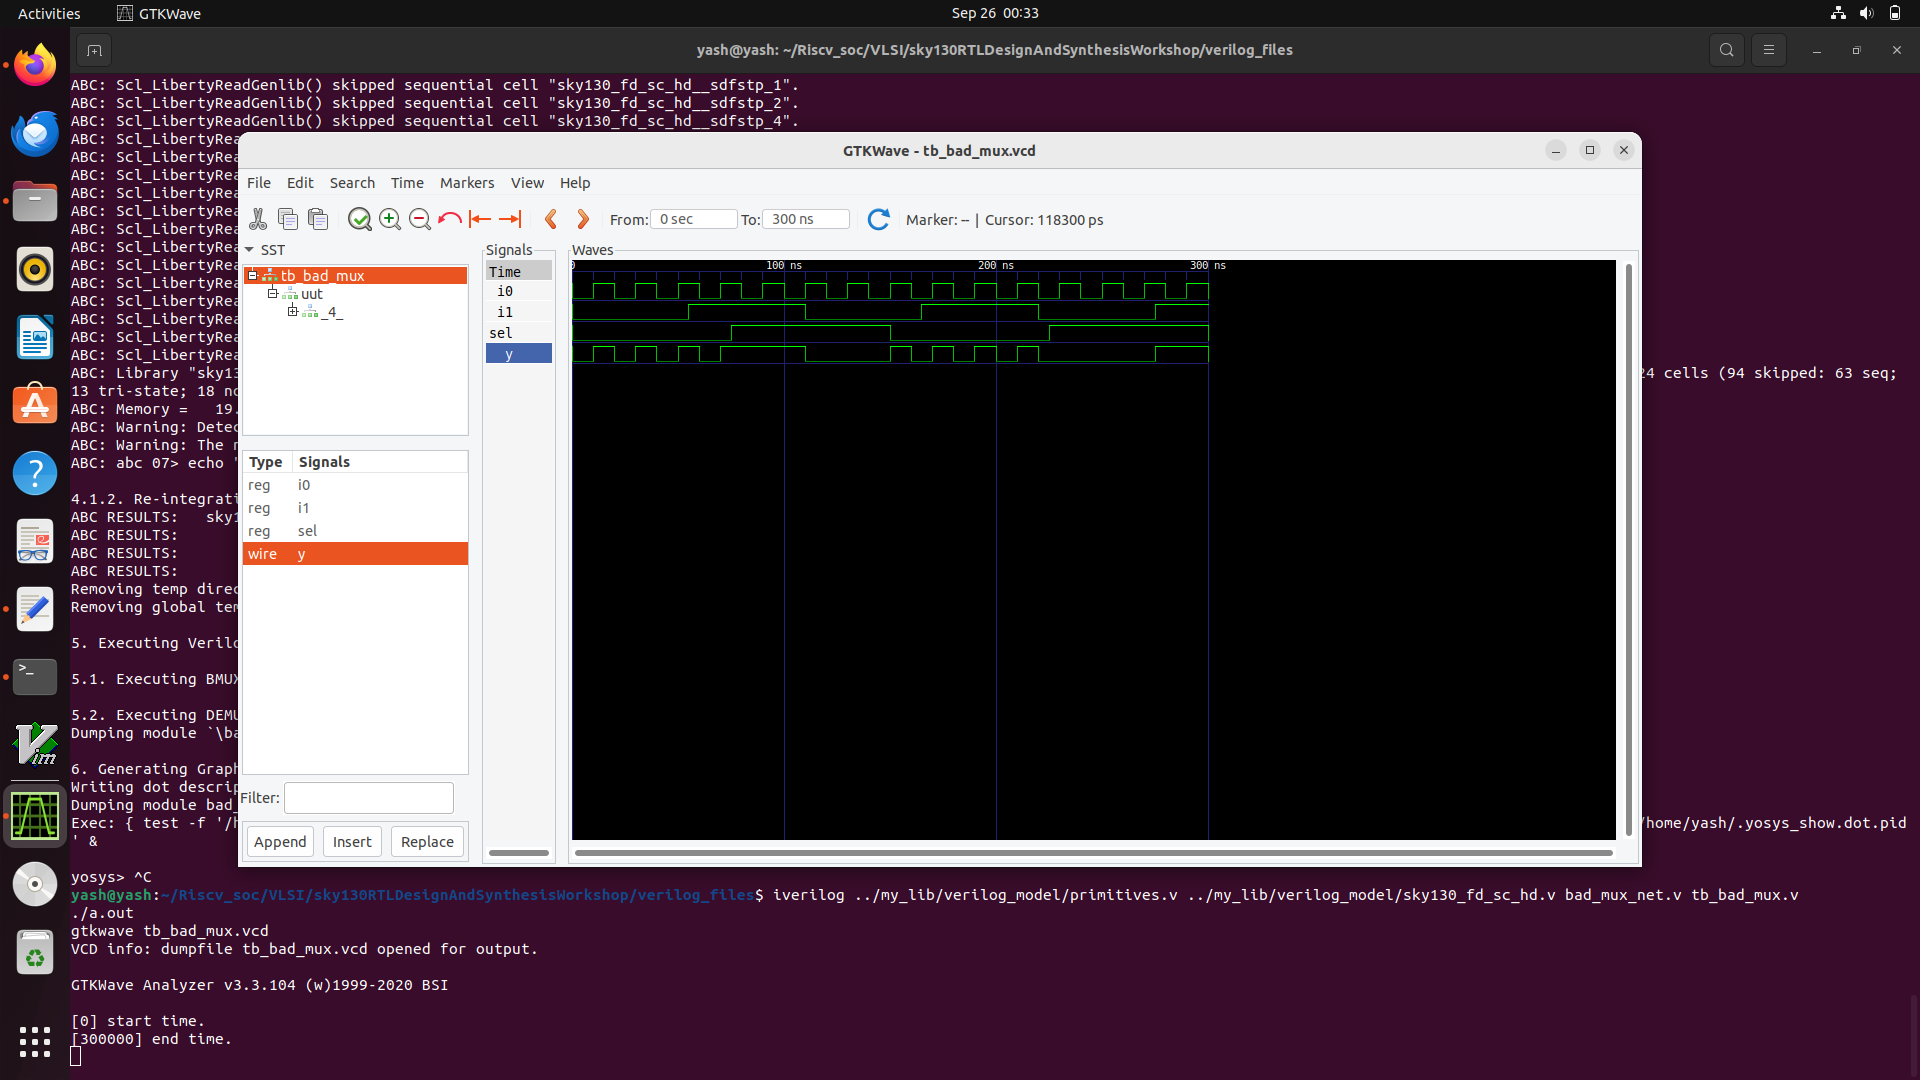 Activities
GTKWave
Sep 26 00:33
yash@yash: ~/Riscv_soc/VLSI/sky130RTLDesignAndSynthesisWorkshop/verilog_files
ABC: Scl_LibertyReadGenlib() skipped sequential cell "sky130_fd_sc_hd__sdfstp_1".
ABC: Scl_LibertyReadGenlib() skipped sequential cell "sky130_fd_sc_hd__sdfstp_2".
ABC: Scl_LibertyReadGenlib() skipped sequential cell "sky130_fd_sc_hd__sdfstp_4".
ABC: Scl_LibertyRea
ABC: Scl_LibertyRea
ABC: Scl_LibertyRea
ABC: Scl_LibertyRea
ABC: Scl_LibertyRea
ABC: Scl_LibertyRea
ABC: Scl_LibertyRea
ABC: Scl_LibertyRea
ABC: Scl_LibertyRea
ABC: Scl_LibertyRea
ABC: Scl_LibertyRea
ABC: Scl_LibertyRea
ABC: Scl_LibertyRea
ABC: Library "sky13 24 cells (94 skipped: 63 seq;
13 tri-state; 18 no
ABC: Memory = 19.
ABC: Warning: Detec
ABC: Warning: The
ABC: abc 07> echo "
4.1.2. Re-integrati
ABC RESULTS: sky1
ABC RESULTS:
ABC RESULTS:
ABC RESULTS:
Removing temp direc
Removing global tem
5. Executing Verilo
5.1. Executing BMUX
5.2. Executing DEMU
Dumping module `\ba
6. Generating Graph
Writing dot descrip
Dumping module bad_
Exec: { test -f '/h /home/yash/.yosys_show.dot.pid
' &
yosys> ^C
yash@yash:~/Riscv_soc/VLSI/sky130RTLDesignAndSynthesisWorkshop/verilog_files$ iverilog ../my_lib/verilog_model/primitives.v ../my_lib/verilog_model/sky130_fd_sc_hd.v bad_mux_net.v tb_bad_mux.v
./a.out
gtkwave tb_bad_mux.vcd
VCD info: dumpfile tb_bad_mux.vcd opened for output.
GTKWave Analyzer v3.3.104 (w)1999-2020 BSI
[0] start time.
[300000] end time.
GTKWave - tb_bad_mux.vcd
File Edit Search Time Markers View Help
From: 0 sec To: 300 ns Marker: -- | Cursor: 118300 ps
SST
tb_bad_mux
uut
_4_
Type Signals
reg i0
reg i1
reg sel
wire y
Filter:
Append Insert Replace
Signals
Time
i0
i1
sel
y
Waves
0 100 ns 200 ns 300 ns